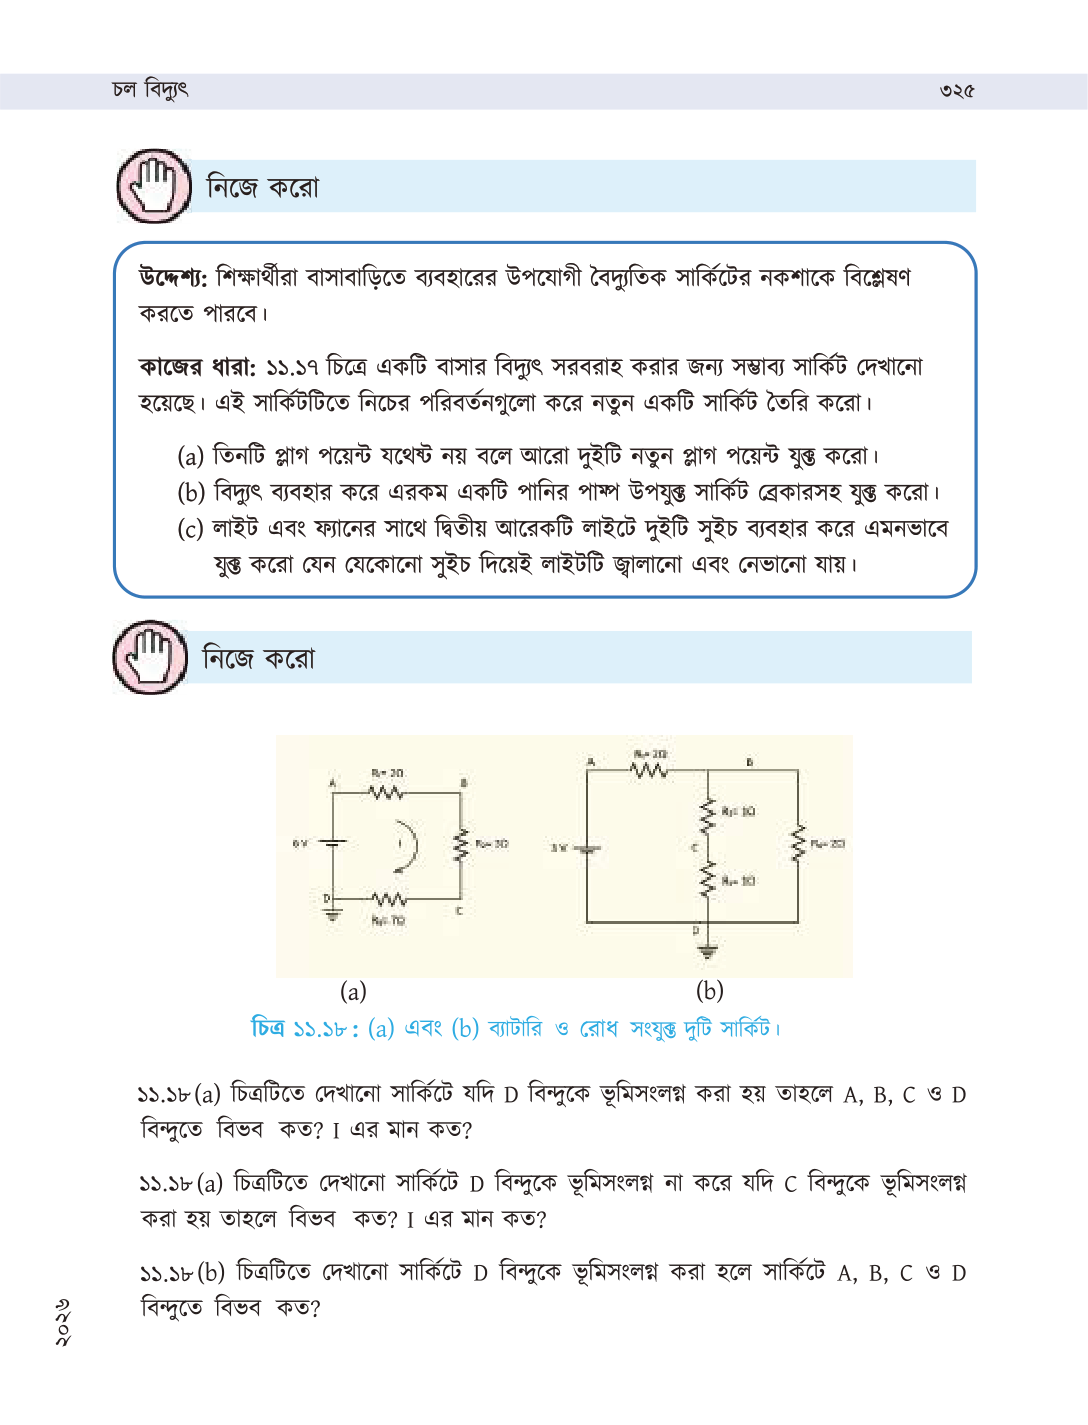 চল বিদ্যুৎ ৩২৫
নিজে করো
উদ্দেশ্য: শিক্ষার্থীরা বাসাবাড়িতে ব্যবহারের উপযোগী বৈদ্যুতিক সার্কিটের নকশাকে বিশ্লেষণ
করতে পারবে।
কাজের ধারা: ১১.১৭ চিত্রে একটি বাসার বিদ্যুৎ সরবরাহ করার জন্য সম্ভাব্য সার্কিট দেখানো
হয়েছে। এই সার্কিটটিতে নিচের পরিবর্তনগুলো করে নতুন একটি সার্কিট তৈরি করো।
(a) তিনটি প্লাগ পয়েন্ট যথেষ্ট নয় বলে আরো দুইটি নতুন প্লাগ পয়েন্ট যুক্ত করো।
(b) বিদ্যুৎ ব্যবহার করে এরকম একটি পানির পাম্প উপযুক্ত সার্কিট ব্রেকারসহ যুক্ত করো।
(c) লাইট এবং ফ্যানের সাথে দ্বিতীয় আরেকটি লাইটে দুইটি সুইচ ব্যবহার করে এমনভাবে
যুক্ত করো যেন যেকোনো সুইচ দিয়েই লাইটটি জ্বালানো এবং নেভানো যায়।
নিজে করো
A B
6 V I
D C
A B
C
D
(a) (b)
চিত্র ১১.১৮: (a) এবং (b) ব্যাটারি ও রোধ সংযুক্ত দুটি সার্কিট।
১১.১৮(a) চিত্রটিতে দেখানো সার্কিটে যদি D বিন্দুকে ভূমিসংলগ্ন করা হয় তাহলে A, B, C ও D
বিন্দুতে বিভব কত? I এর মান কত?
১১.১৮(a) চিত্রটিতে দেখানো সার্কিটে D বিন্দুকে ভূমিসংলগ্ন না করে যদি C বিন্দুকে ভূমিসংলগ্ন
করা হয় তাহলে বিভব কত? I এর মান কত?
১১.১৮(b) চিত্রটিতে দেখানো সার্কিটে D বিন্দুকে ভূমিসংলগ্ন করা হলে সার্কিটে A, B, C ও D
বিন্দুতে বিভব কত?
২০২৬